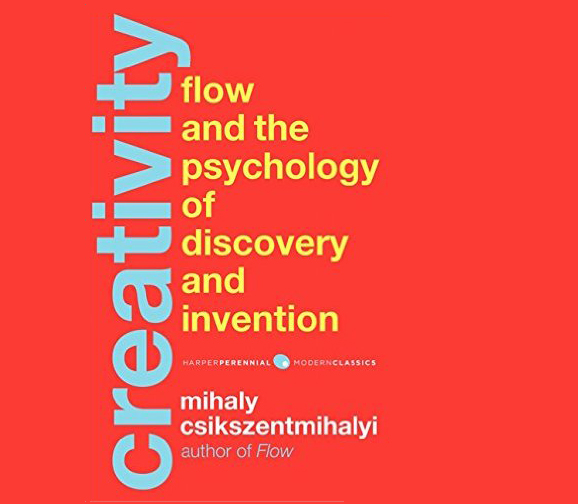 creativity
flow
and the
psychology
of
discovery
and
invention
HARPERPERENNIAL MODERNCLASSICS
mihaly
csikszentmihalyi
author of Flow